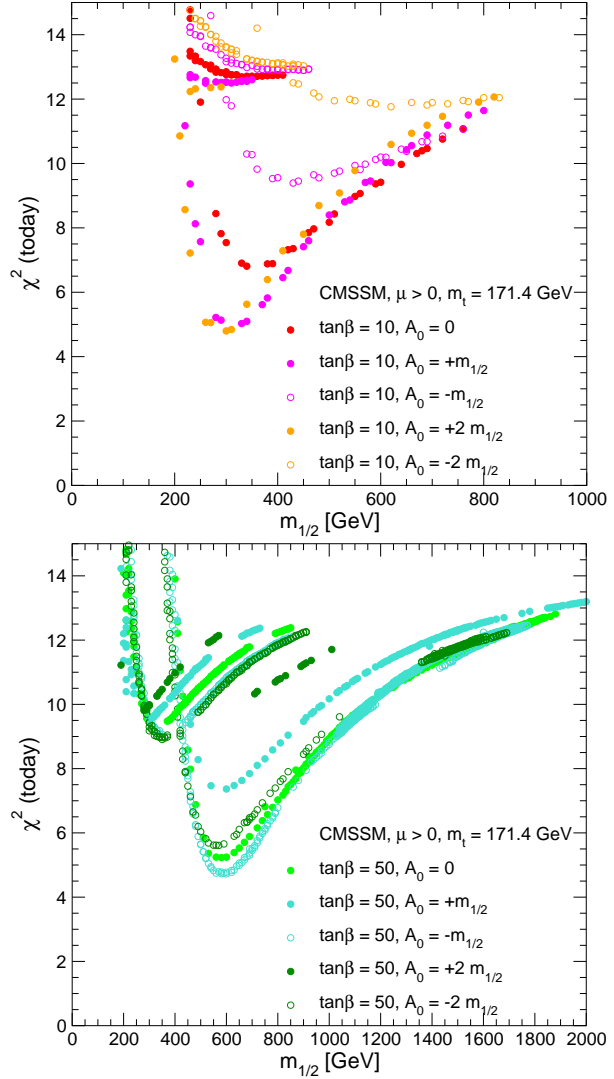 14
12
10
8
6
4
2
0
χ² (today)
CMSSM, μ > 0, mₜ = 171.4 GeV
tanβ = 10, A₀ = 0
tanβ = 10, A₀ = +m₁/₂
tanβ = 10, A₀ = -m₁/₂
tanβ = 10, A₀ = +2 m₁/₂
tanβ = 10, A₀ = -2 m₁/₂
0 200 400 600 800 1000
m₁/₂ [GeV]
14
12
10
8
6
4
2
0
χ² (today)
CMSSM, μ > 0, mₜ = 171.4 GeV
tanβ = 50, A₀ = 0
tanβ = 50, A₀ = +m₁/₂
tanβ = 50, A₀ = -m₁/₂
tanβ = 50, A₀ = +2 m₁/₂
tanβ = 50, A₀ = -2 m₁/₂
0 200 400 600 800 1000 1200 1400 1600 1800 2000
m₁/₂ [GeV]